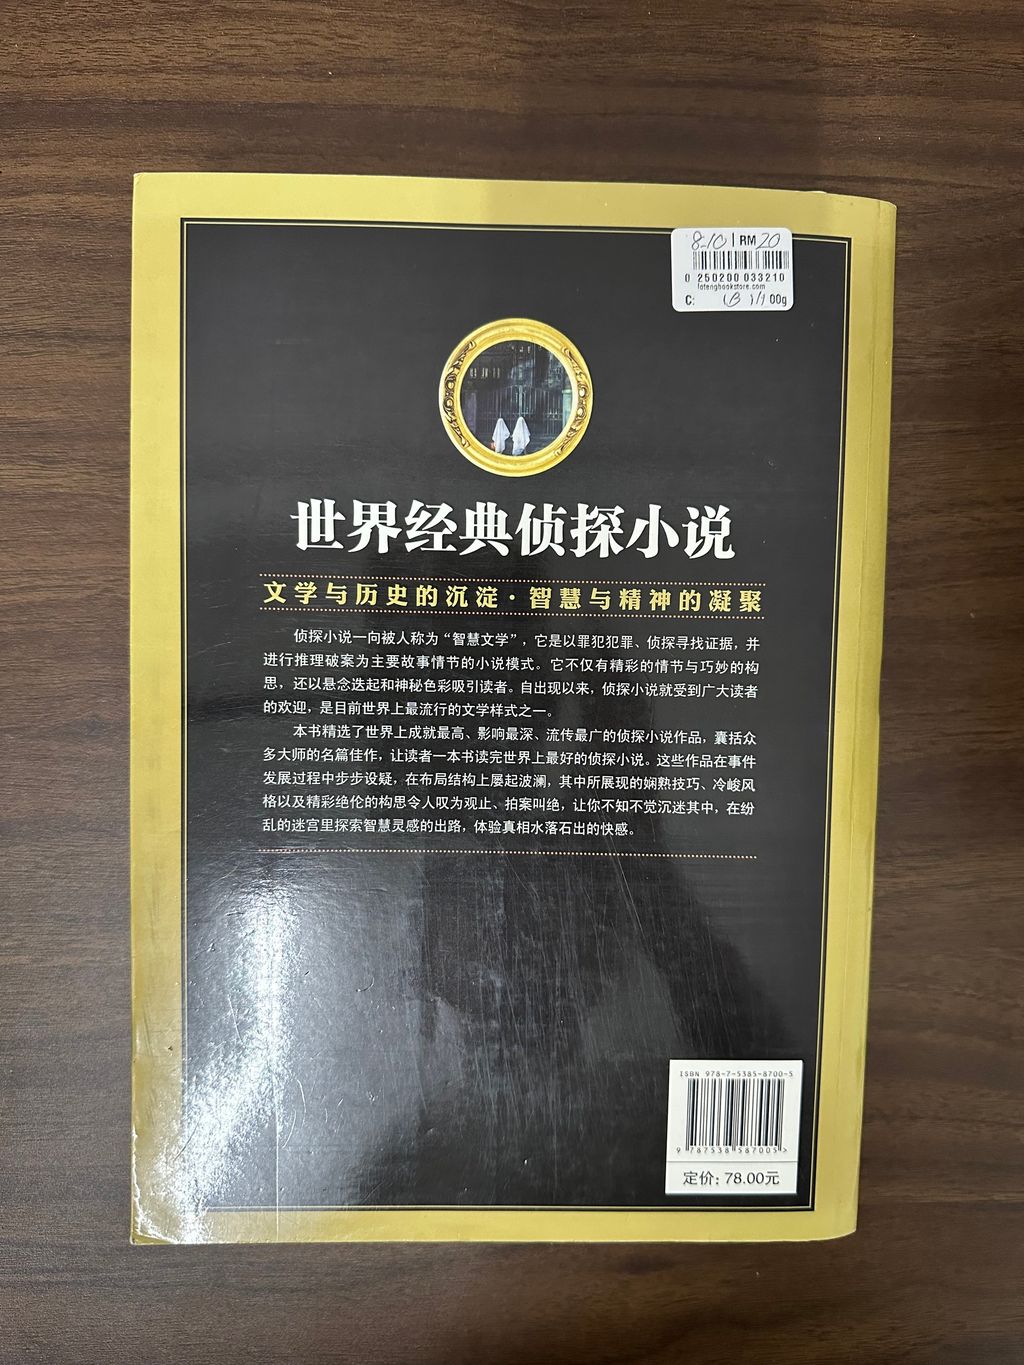 8-10 | RM 20
0 250200 033210
lotengbookstore.com
C: 00g
世界经典侦探小说
文学与历史的沉淀·智慧与精神的凝聚
侦探小说一向被人称为“智慧文学”，它是以罪犯犯罪、侦探寻找证据，并
进行推理破案为主要故事情节的小说模式。它不仅有精彩的情节与巧妙的构
思，还以悬念迭起和神秘色彩吸引读者。自出现以来，侦探小说就受到广大读者
的欢迎，是目前世界上最流行的文学样式之一。
本书精选了世界上成就最高、影响最深、流传最广的侦探小说作品，囊括众
多大师的名篇佳作，让读者一本书读完世界上最好的侦探小说。这些作品在事件
发展过程中步步设疑，在布局结构上屡起波澜，其中所展现的娴熟技巧、冷峻风
格以及精彩绝伦的构思令人叹为观止、拍案叫绝，让你不知不觉沉迷其中，在纷
乱的迷宫里探索智慧灵感的出路，体验真相水落石出的快感。
ISBN 978-7-5385-8700-5
9 787538 587005>
定价：78.00元